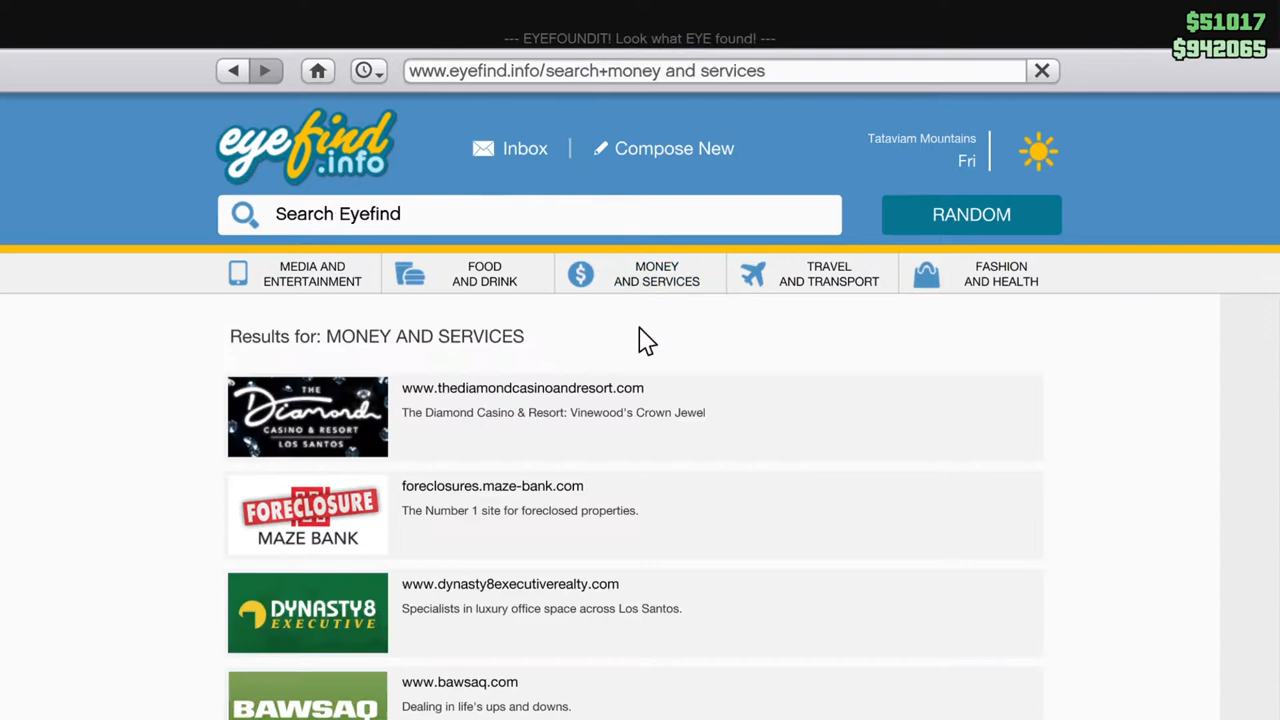 $51017
$942065
--- EYEFOUNDIT! Look what EYE found! ---
www.eyefind.info/search+money and services
eyefind
.info
Inbox
Compose New
Tataviam Mountains
Fri
Search Eyefind
RANDOM
MEDIA AND
ENTERTAINMENT
FOOD
AND DRINK
MONEY
AND SERVICES
TRAVEL
AND TRANSPORT
FASHION
AND HEALTH
Results for: MONEY AND SERVICES
THE
Diamond
CASINO & RESORT
LOS SANTOS
www.thediamondcasinoandresort.com
The Diamond Casino & Resort: Vinewood's Crown Jewel
FORECLOSURE
MAZE BANK
foreclosures.maze-bank.com
The Number 1 site for foreclosed properties.
DYNASTY8
EXECUTIVE
www.dynasty8executiverealty.com
Specialists in luxury office space across Los Santos.
BAWSAQ
www.bawsaq.com
Dealing in life's ups and downs.